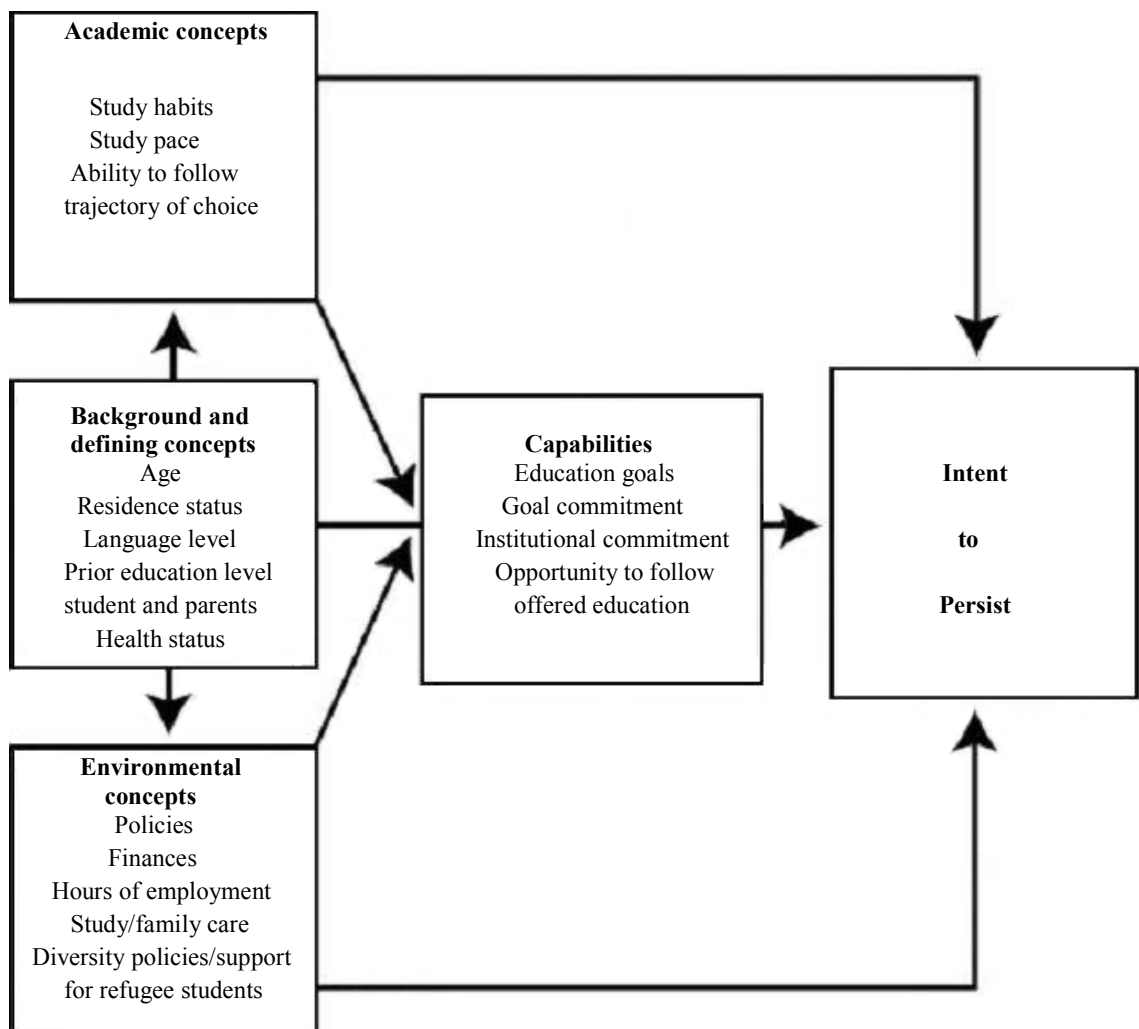 Academic concepts
Study habits
Study pace
Ability to follow
trajectory of choice
Background and
defining concepts
Age
Residence status
Language level
Prior education level
student and parents
Health status
Environmental
concepts
Policies
Finances
Hours of employment
Study/family care
Diversity policies/support
for refugee students
Capabilities
Education goals
Goal commitment
Institutional commitment
Opportunity to follow
offered education
Intent
to
Persist